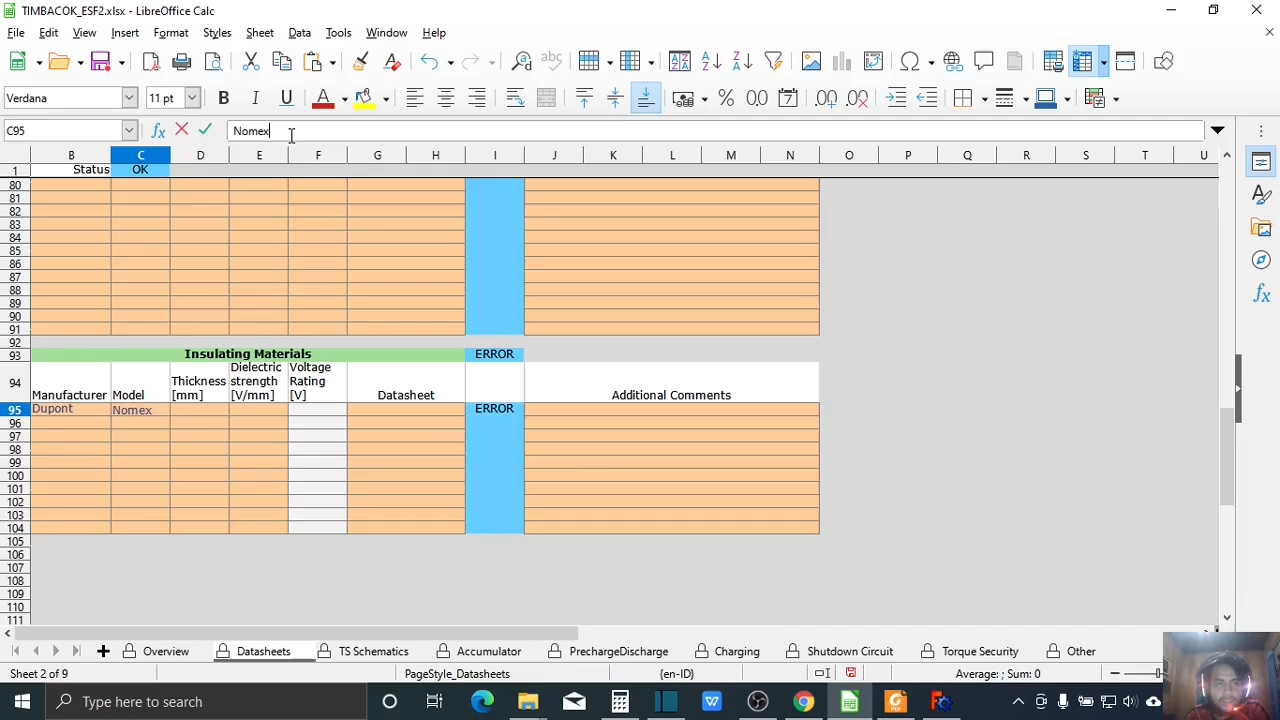 TIMBACOK_ESF2.xlsx - LibreOffice Calc
File Edit View Insert Format Styles Sheet Data Tools Window Help
Verdana 11 pt
C95 Nomex
B C D E F G H I J K L M N O P Q R S T U
1 Status OK
80
81
82
83
84
85
86
87
88
89
90
91
92
93 Insulating Materials ERROR
94 Manufacturer Model Thickness [mm] Dielectric strength [V/mm] Voltage Rating [V] Datasheet Additional Comments
95 Dupont Nomex ERROR
96
97
98
99
100
101
102
103
104
105
106
107
108
109
110
111
Overview Datasheets TS Schematics Accumulator PrechargeDischarge Charging Shutdown Circuit Torque Security Other
Sheet 2 of 9 PageStyle_Datasheets {en-ID} Average: ; Sum: 0
Type here to search